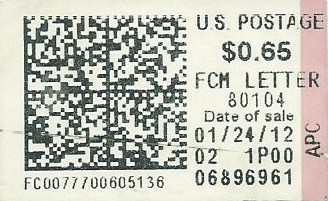 U.S. POSTAGE
$0.65
FCM LETTER
80104
Date of sale
01/24/12
02 1P00
06896961
FC0077700605136
APC